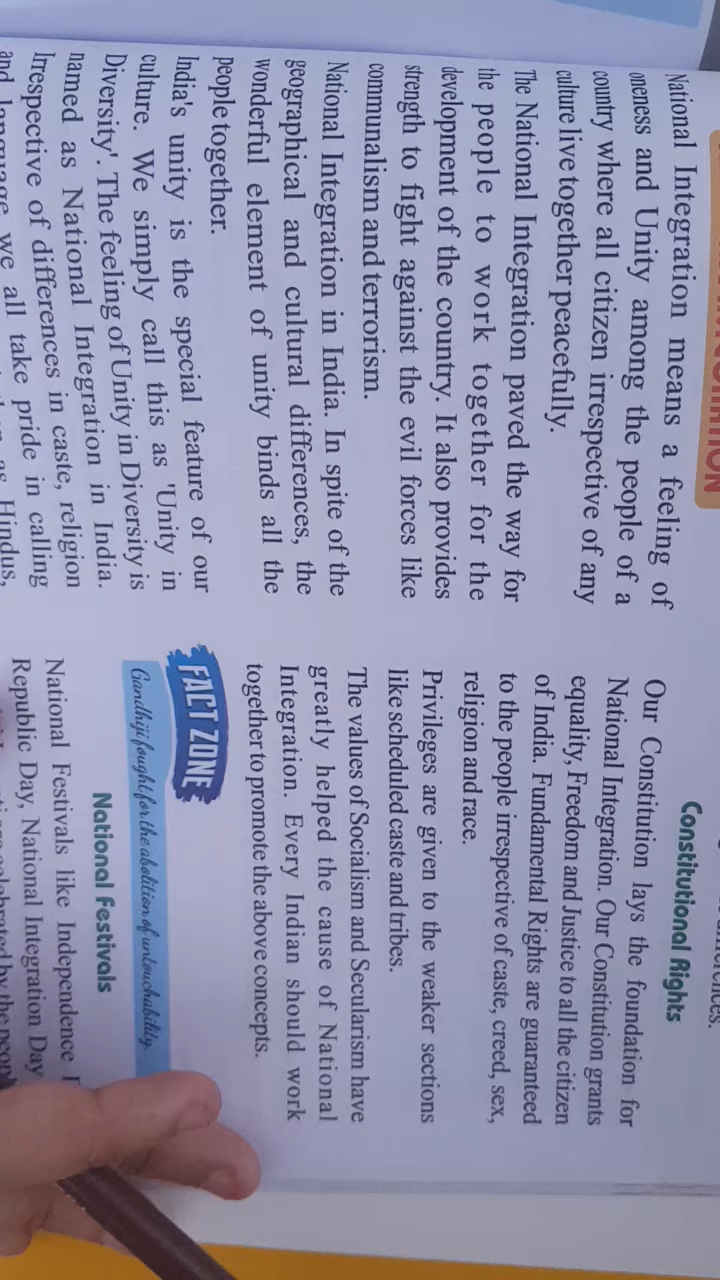 National Integration means a feeling of
oneness and Unity among the people of a
country where all citizen irrespective of any
culture live together peacefully.
The National Integration paved the way for
the people to work together for the
development of the country. It also provides
strength to fight against the evil forces like
communalism and terrorism.
National Integration in India. In spite of the
geographical and cultural differences, the
wonderful element of unity binds all the
people together.
India's unity is the special feature of our
culture. We simply call this as 'Unity in
Diversity'. The feeling of Unity in Diversity is
named as National Integration in India.
Irrespective of differences in caste, religion
and language we all take pride in calling
Hindus,
Constitutional Rights
Our Constitution lays the foundation for
National Integration. Our Constitution grants
equality, Freedom and Justice to all the citizen
of India. Fundamental Rights are guaranteed
to the people irrespective of caste, creed, sex,
religion and race.
Privileges are given to the weaker sections
like scheduled caste and tribes.
The values of Socialism and Secularism have
greatly helped the cause of National
Integration. Every Indian should work
together to promote the above concepts.
FACT ZONE
Gandhiji fought for the abolition of untouchability.
National Festivals
National Festivals like Independence
Republic Day, National Integration Day